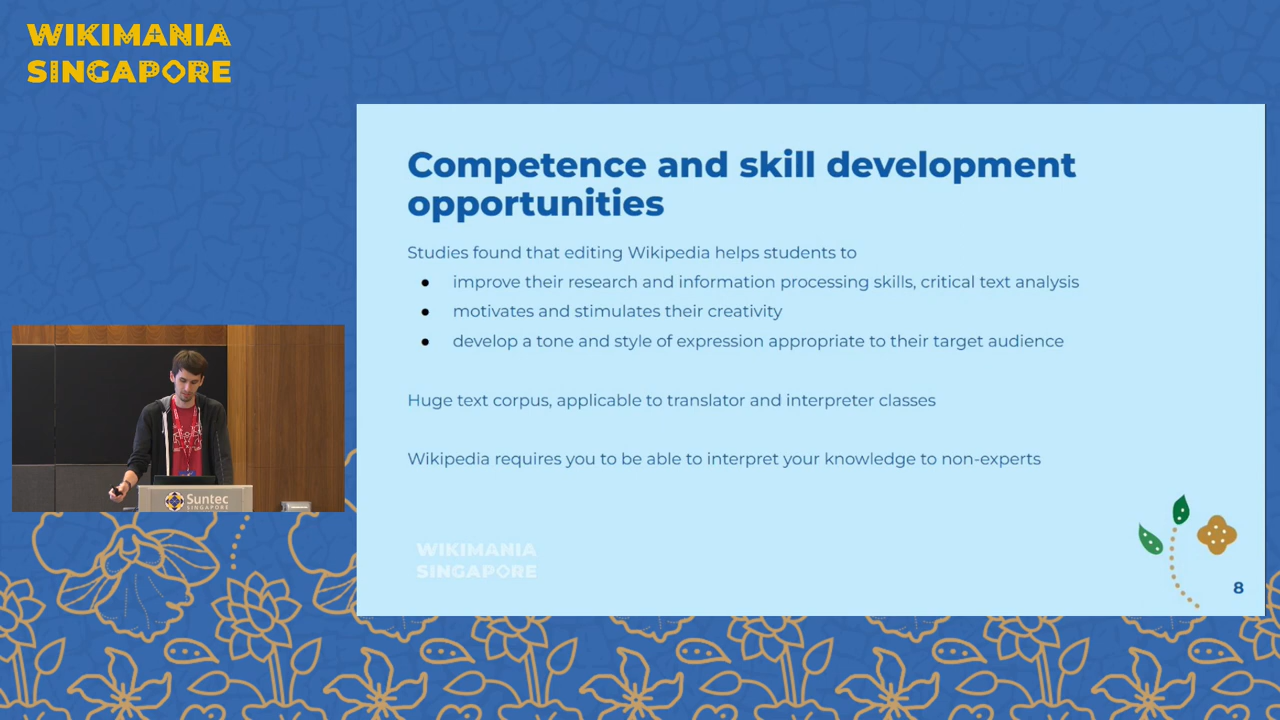 WIKIMANIA
SINGAPORE
Competence and skill development
opportunities
Studies found that editing Wikipedia helps students to
● improve their research and information processing skills, critical text analysis
● motivates and stimulates their creativity
● develop a tone and style of expression appropriate to their target audience
Huge text corpus, applicable to translator and interpreter classes
Wikipedia requires you to be able to interpret your knowledge to non-experts
Suntec
SINGAPORE
WIKIMANIA
SINGAPORE
8